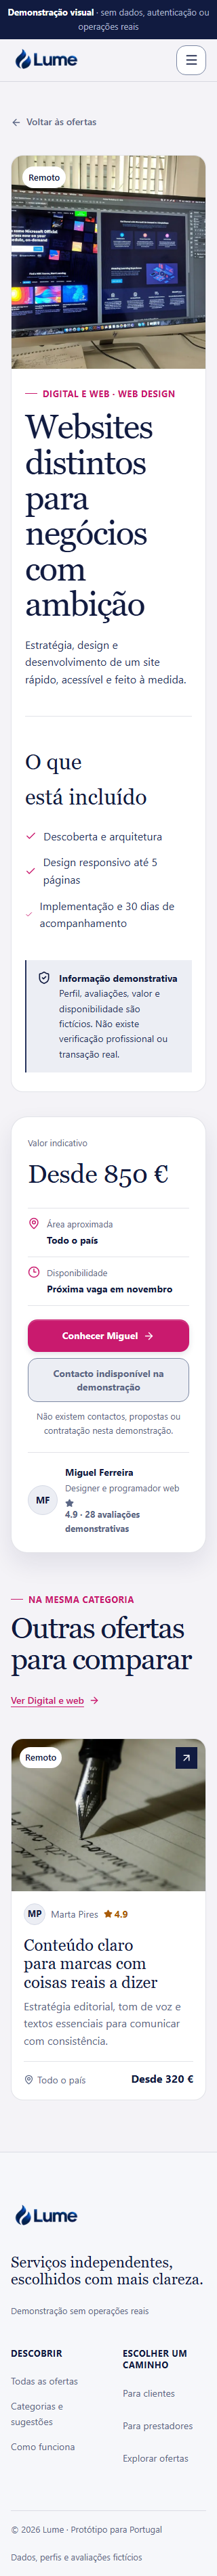 Demonstração visual · sem dados, autenticação ou
operações reais
Lume
← Voltar às ofertas
Remoto
DIGITAL E WEB · WEB DESIGN
Websites
distintos
para
negócios
com
ambição
Estratégia, design e
desenvolvimento de um site
rápido, acessível e feito à medida.
O que
está incluído
Descoberta e arquitetura
Design responsivo até 5
páginas
Implementação e 30 dias de
acompanhamento
Informação demonstrativa
Perfil, avaliações, valor e
disponibilidade são
fictícios. Não existe
verificação profissional ou
transação real.
Valor indicativo
Desde 850 €
Área aproximada
Todo o país
Disponibilidade
Próxima vaga em novembro
Conhecer Miguel →
Contacto indisponível na
demonstração
Não existem contactos, propostas ou
contratação nesta demonstração.
MF
Miguel Ferreira
Designer e programador web
★
4.9 · 28 avaliações
demonstrativas
NA MESMA CATEGORIA
Outras ofertas
para comparar
Ver Digital e web →
Remoto
MP Marta Pires ★ 4.9
Conteúdo claro
para marcas com
coisas reais a dizer
Estratégia editorial, tom de voz e
textos essenciais para comunicar
com consistência.
Todo o país Desde 320 €
Lume
Serviços independentes,
escolhidos com mais clareza.
Demonstração sem operações reais
DESCOBRIR
Todas as ofertas
Categorias e
sugestões
Como funciona
ESCOLHER UM
CAMINHO
Para clientes
Para prestadores
Explorar ofertas
© 2026 Lume · Protótipo para Portugal
Dados, perfis e avaliações fictícios